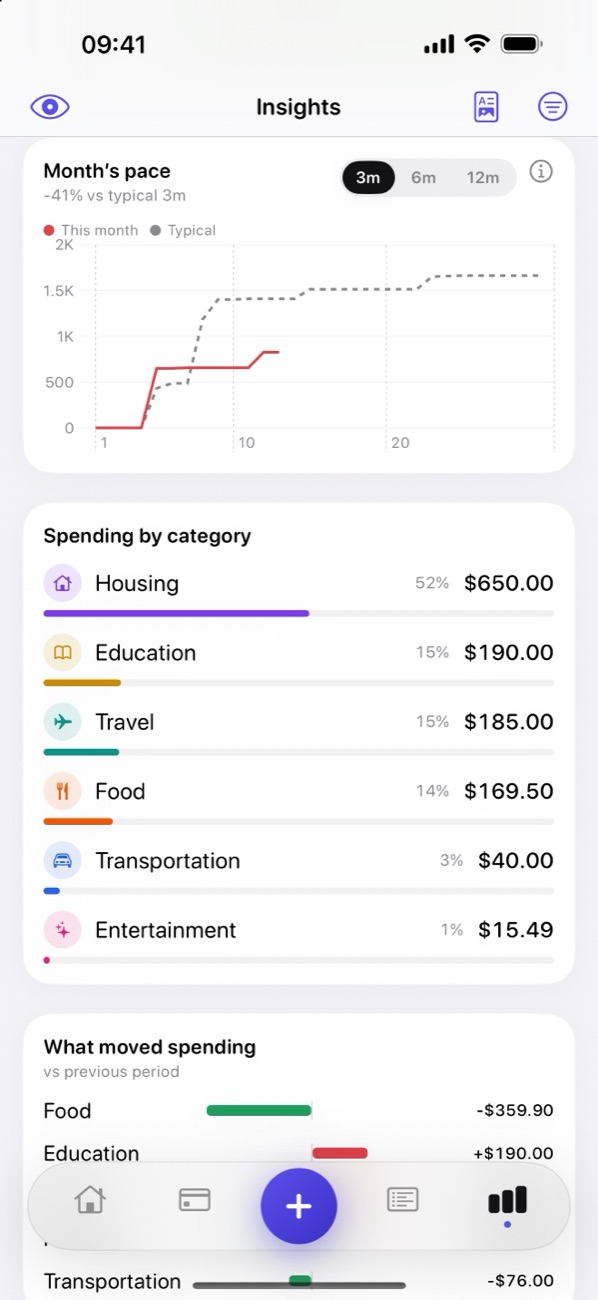 09:41
Insights
Month's pace
-41% vs typical 3m
3m 6m 12m
This month Typical
2K
1.5K
1K
500
0
1 10 20
Spending by category
Housing 52% $650.00
Education 15% $190.00
Travel 15% $185.00
Food 14% $169.50
Transportation 3% $40.00
Entertainment 1% $15.49
What moved spending
vs previous period
Food -$359.90
Education +$190.00
Transportation -$76.00